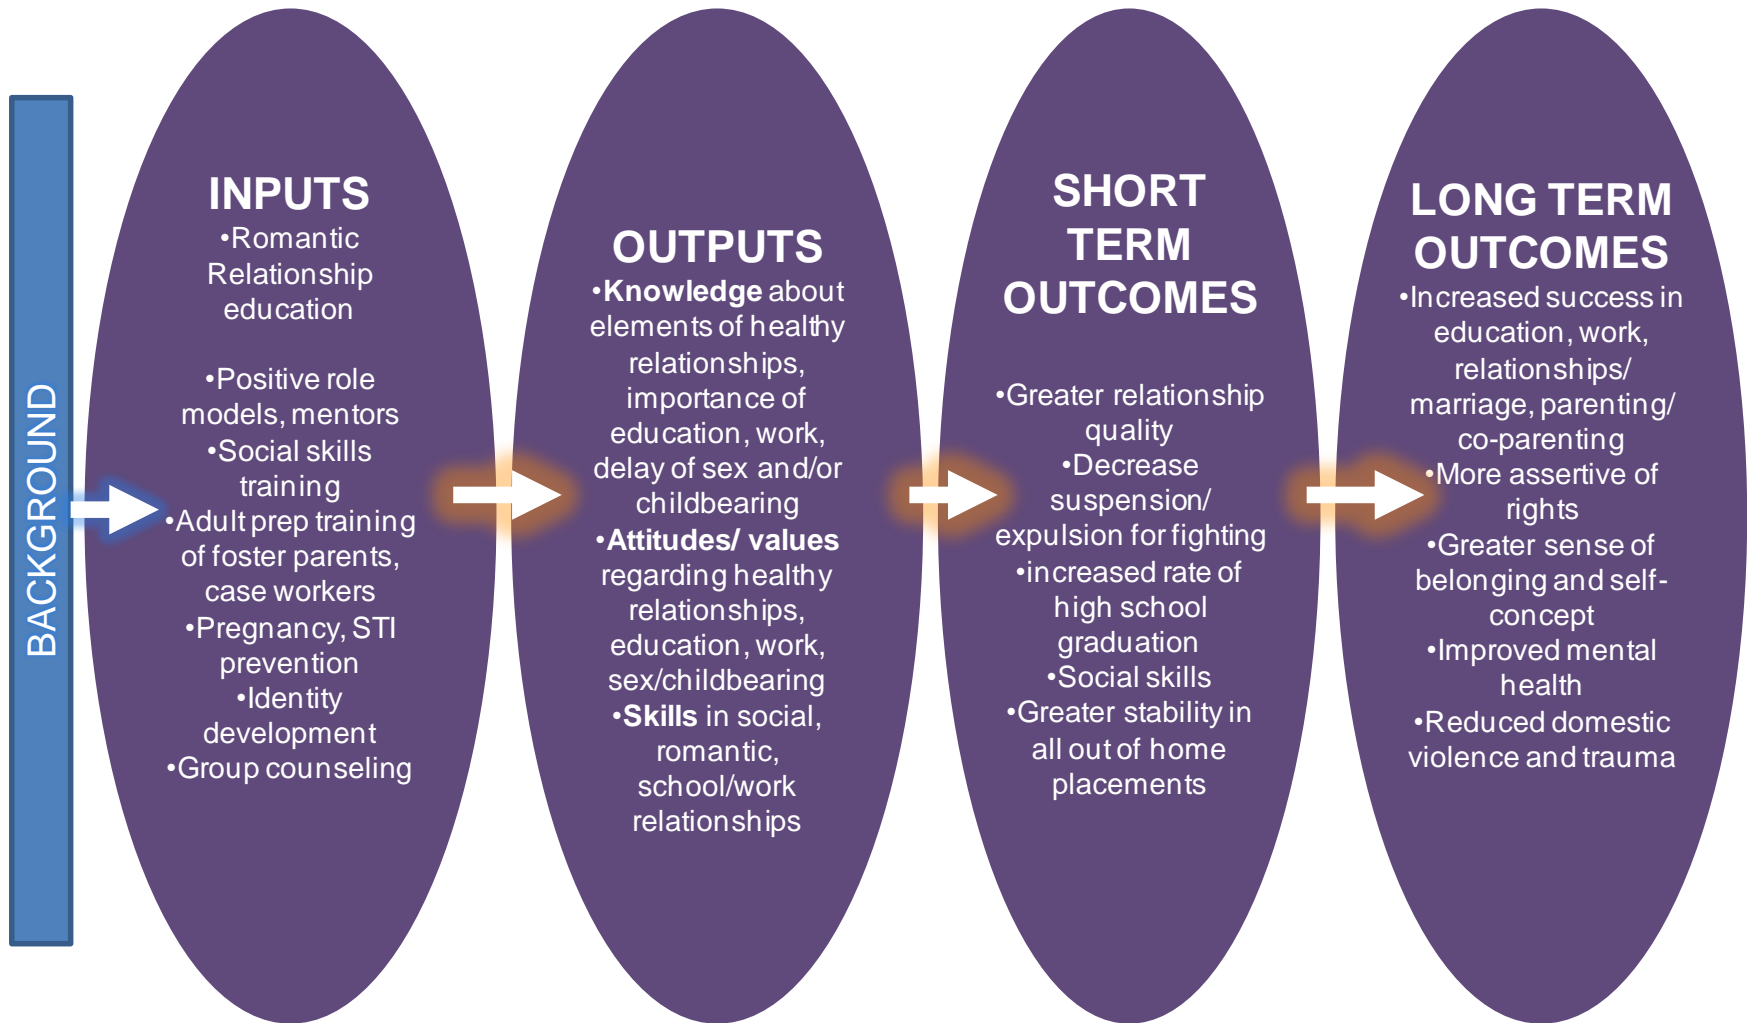 BACKGROUND
INPUTS
•Romantic
Relationship
education
•Positive role
models, mentors
•Social skills
training
•Adult prep training
of foster parents,
case workers
•Pregnancy, STI
prevention
•Identity
development
•Group counseling
OUTPUTS
•Knowledge about
elements of healthy
relationships,
importance of
education, work,
delay of sex and/or
childbearing
•Attitudes/ values
regarding healthy
relationships,
education, work,
sex/childbearing
•Skills in social,
romantic,
school/work
relationships
SHORT
TERM
OUTCOMES
•Greater relationship
quality
•Decrease
suspension/
expulsion for fighting
•increased rate of
high school
graduation
•Social skills
•Greater stability in
all out of home
placements
LONG TERM
OUTCOMES
•Increased success in
education, work,
relationships/
marriage, parenting/
co-parenting
•More assertive of
rights
•Greater sense of
belonging and self-
concept
•Improved mental
health
•Reduced domestic
violence and trauma